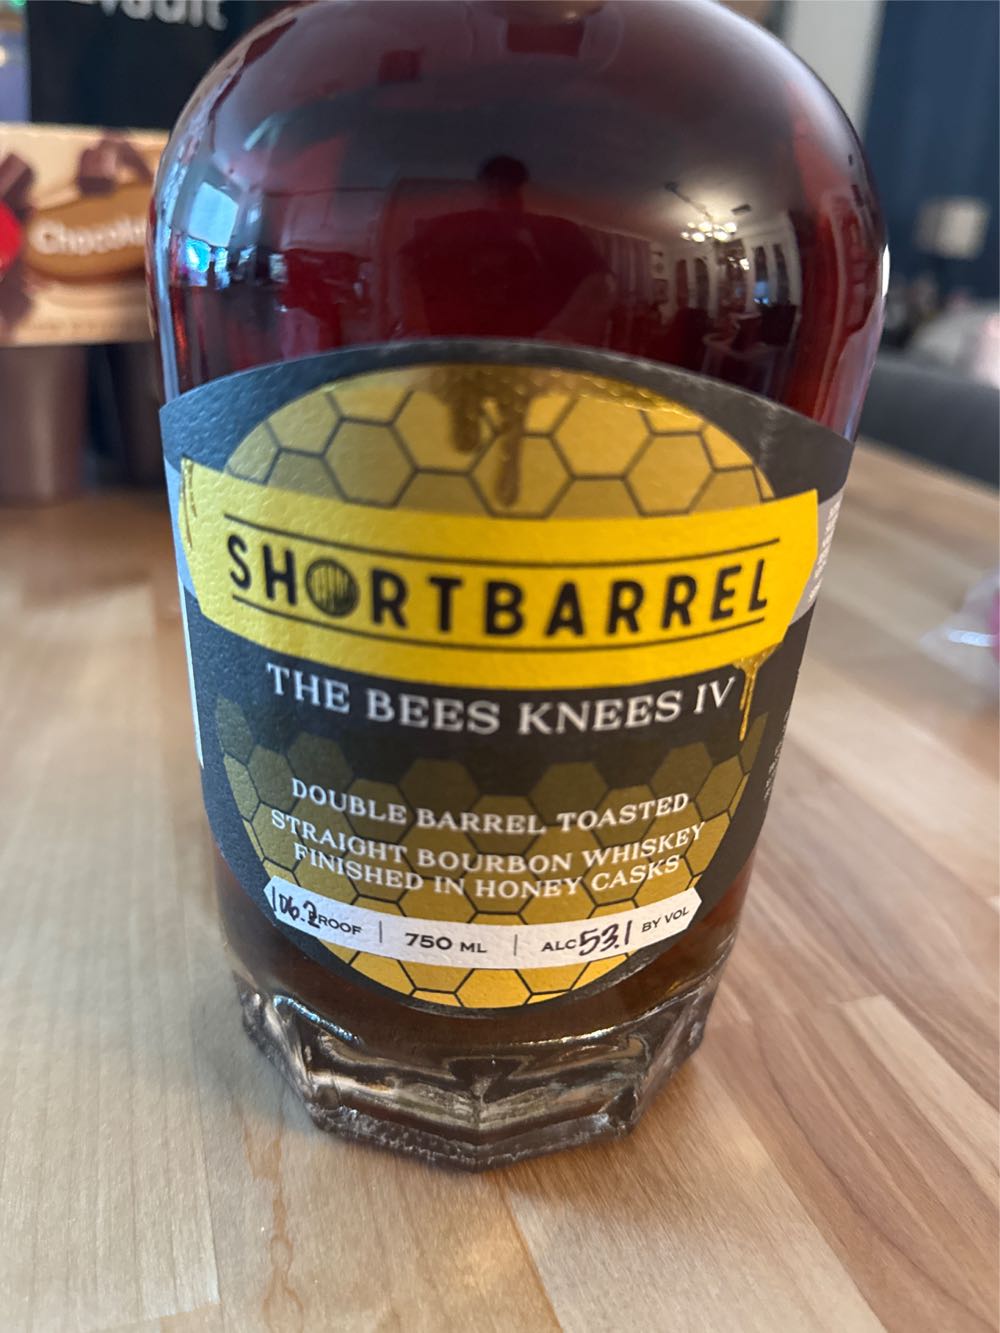 Chocola
SHORTBARREL
THE BEES KNEES IV
DOUBLE BARREL TOASTED
STRAIGHT BOURBON WHISKEY
FINISHED IN HONEY CASKS
106.2 PROOF | 750 ML | ALC 53.1 BY VOL